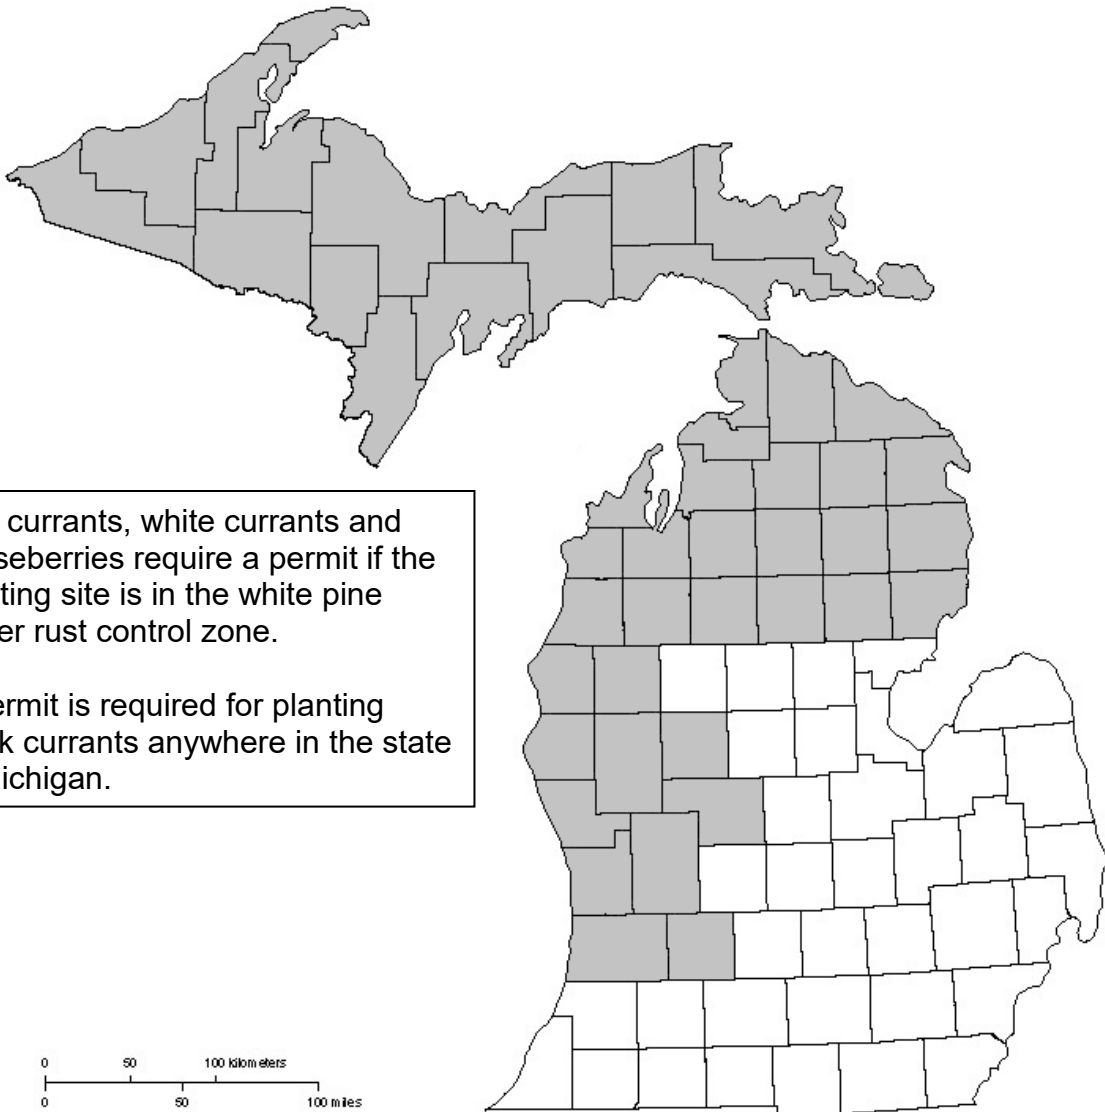 currants, white currants and
seberries require a permit if the
ting site is in the white pine
er rust control zone.
ermit is required for planting
k currants anywhere in the state
ichigan.
0 50 100 kilometers
0 50 100 miles